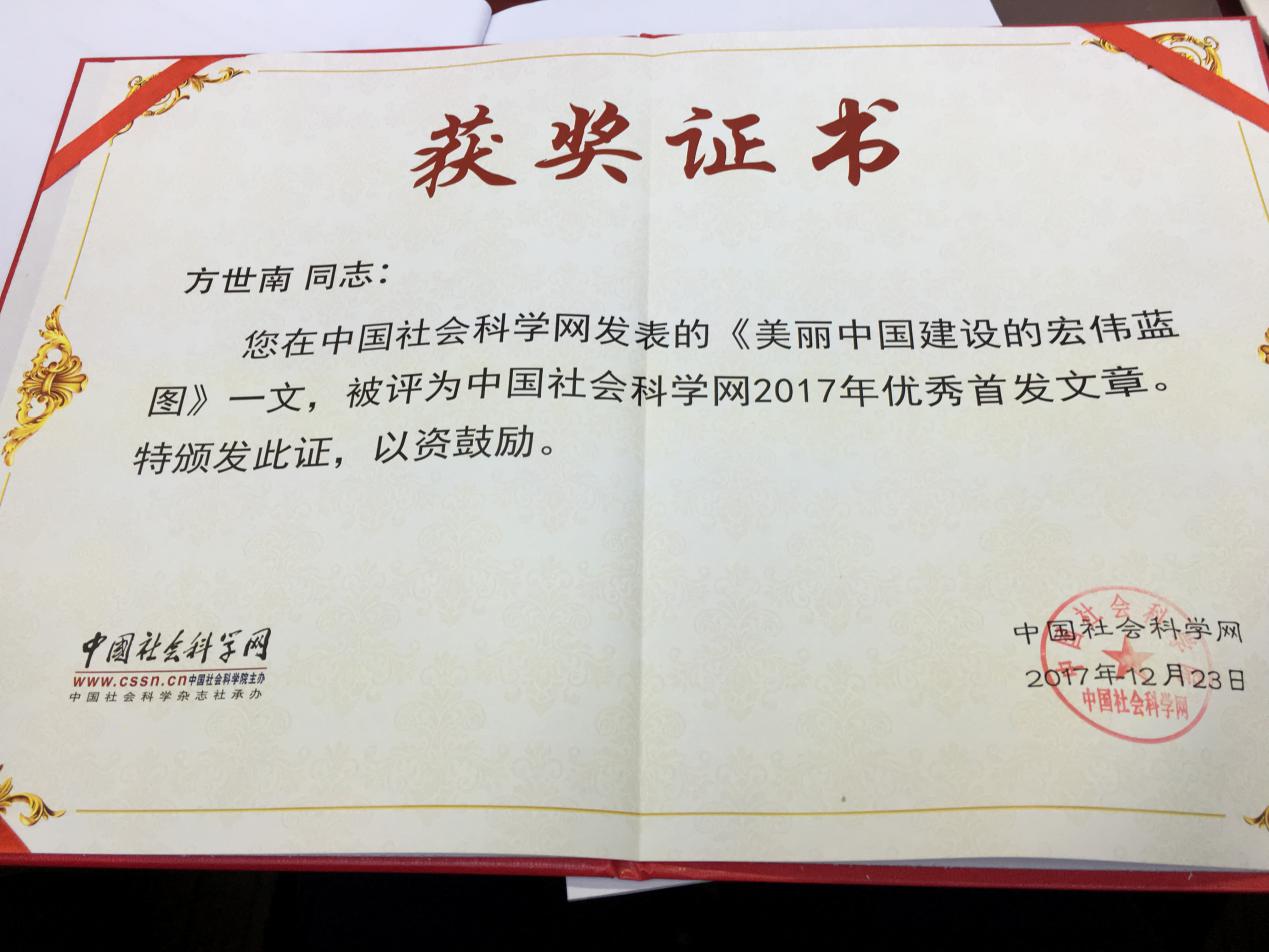 获奖证书
方世南 同志：
您在中国社会科学网发表的《美丽中国建设的宏伟蓝
图》一文，被评为中国社会科学网2017年优秀首发文章。
特颁发此证，以资鼓励。
中国社会科学网
www.cssn.cn中国社会科学院主办
中国社会科学杂志社承办
中国社会科学网
2017年12月23日
中国社会科学
中国社会科学网